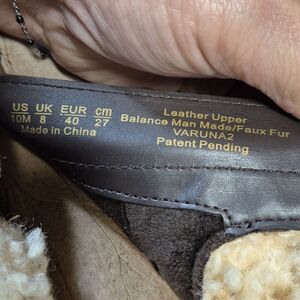 US UK EUR cm
10M 8 40 27
Made in China
Leather Upper
Balance Man Made/Faux Fur
VARUNA2
Patent Pending